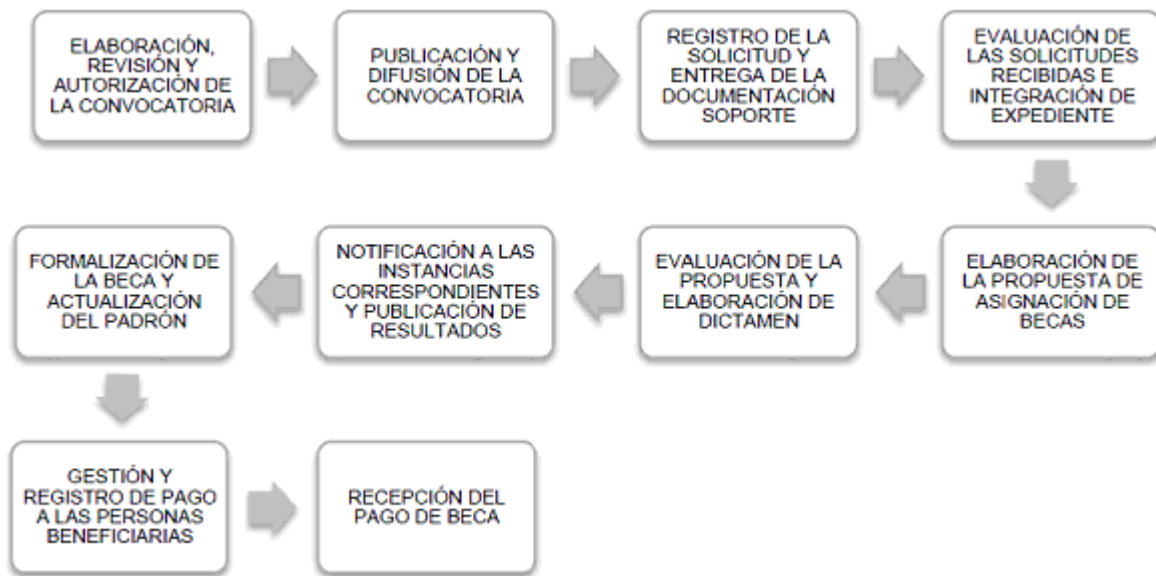 ELABORACIÓN,
REVISIÓN Y
AUTORIZACIÓN DE
LA CONVOCATORIA
PUBLICACIÓN Y
DIFUSIÓN DE LA
CONVOCATORIA
REGISTRO DE LA
SOLICITUD Y
ENTREGA DE LA
DOCUMENTACIÓN
SOPORTE
EVALUACIÓN DE
LAS SOLICITUDES
RECIBIDAS E
INTEGRACIÓN DE
EXPEDIENTE
ELABORACIÓN DE
LA PROPUESTA DE
ASIGNACIÓN DE
BECAS
EVALUACIÓN DE LA
PROPUESTA Y
ELABORACIÓN DE
DICTAMEN
NOTIFICACIÓN A LAS
INSTANCIAS
CORRESPONDIENTES
Y PUBLICACIÓN DE
RESULTADOS
FORMALIZACIÓN DE
LA BECA Y
ACTUALIZACIÓN
DEL PADRÓN
GESTIÓN Y
REGISTRO DE PAGO
A LAS PERSONAS
BENEFICIARIAS
RECEPCIÓN DEL
PAGO DE BECA